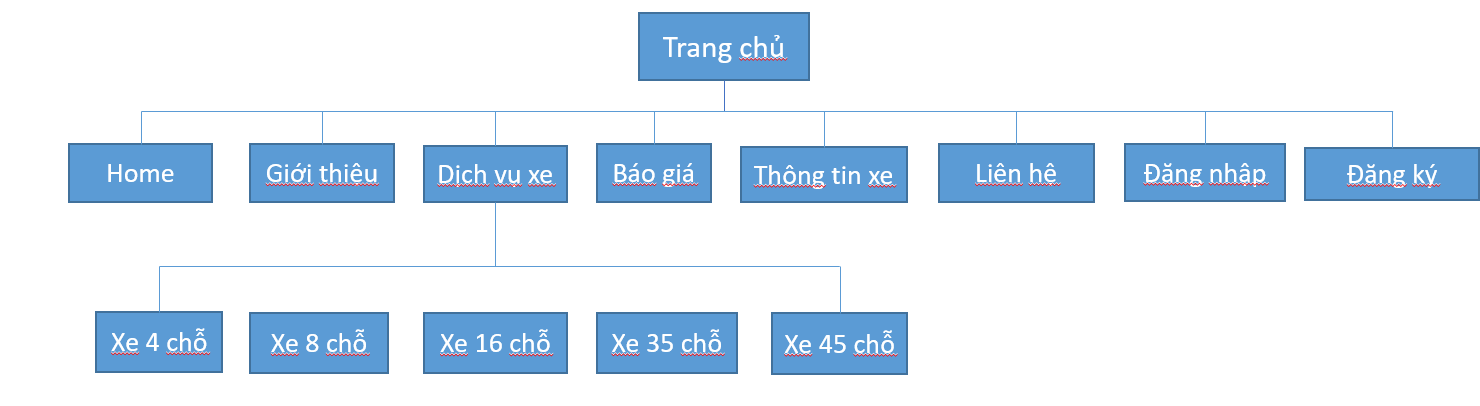 Trang chủ
Home
Giới thiệu
Dịch vụ xe
Báo giá
Thông tin xe
Liên hê
Đăng nhập
Đăng ký
Xe 4 chỗ
Xe 8 chỗ
Xe 16 chỗ
Xe 35 chỗ
Xe 45 chỗ